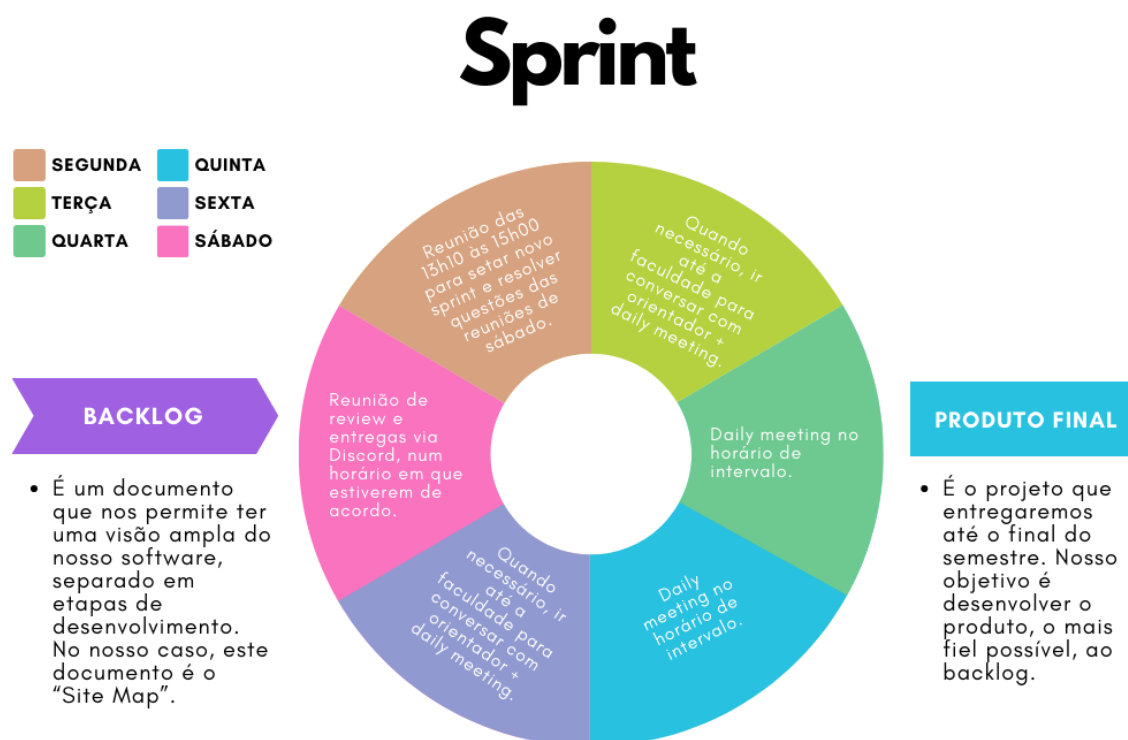 Sprint
SEGUNDA
TERÇA
QUARTA
QUINTA
SEXTA
SÁBADO
Reunião das
13h10 às 15h00
para setar novo
sprint e resolver
questões das
reuniões de
sábado.
Quando
necessário, ir
até a
faculdade para
conversar com
orientador +
daily meeting.
Daily meeting no
horário de
intervalo.
Daily
meeting no
horário de
intervalo.
Quando
necessário, ir
até a
faculdade para
conversar com
orientador +
daily meeting.
Reunião de
review e
entregas via
Discord, num
horário em que
estiverem de
acordo.
BACKLOG
• É um documento
que nos permite ter
uma visão ampla do
nosso software,
separado em
etapas de
desenvolvimento.
No nosso caso, este
documento é o
“Site Map”.
PRODUTO FINAL
• É o projeto que
entregaremos
até o final do
semestre. Nosso
objetivo é
desenvolver o
produto, o mais
fiel possível, ao
backlog.